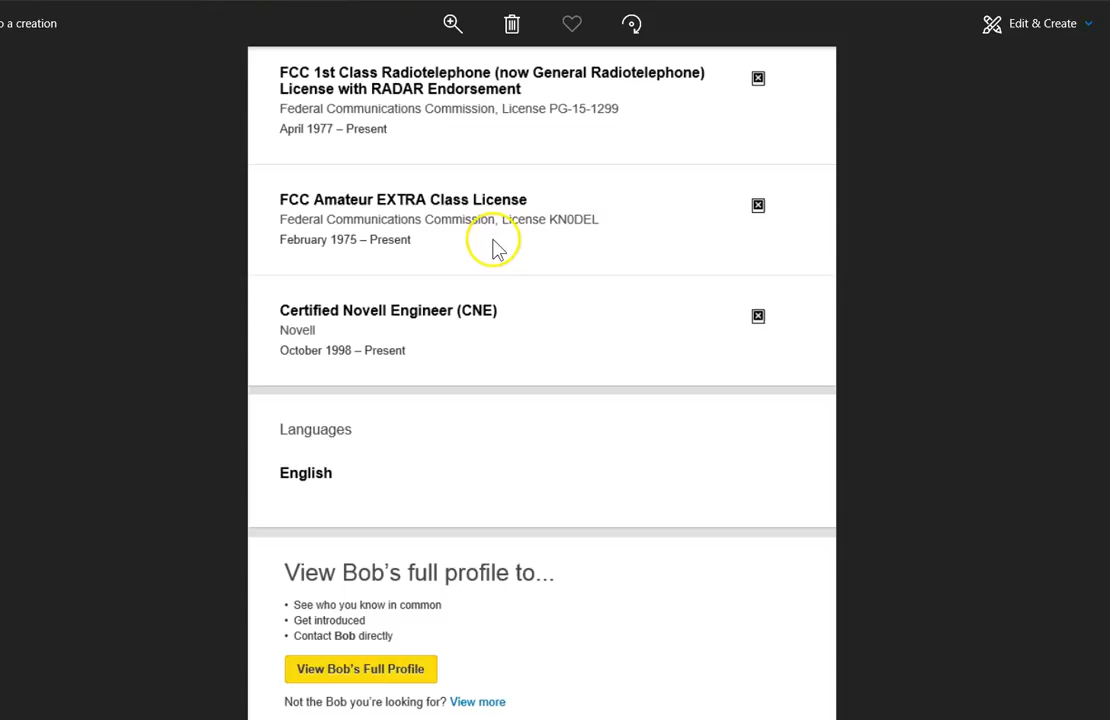 o a creation
Edit & Create
FCC 1st Class Radiotelephone (now General Radiotelephone)
License with RADAR Endorsement
Federal Communications Commission, License PG-15-1299
April 1977 – Present
FCC Amateur EXTRA Class License
Federal Communications Commission, License KN0DEL
February 1975 – Present
Certified Novell Engineer (CNE)
Novell
October 1998 – Present
Languages
English
View Bob's full profile to...
• See who you know in common
• Get introduced
• Contact Bob directly
View Bob's Full Profile
Not the Bob you're looking for? View more